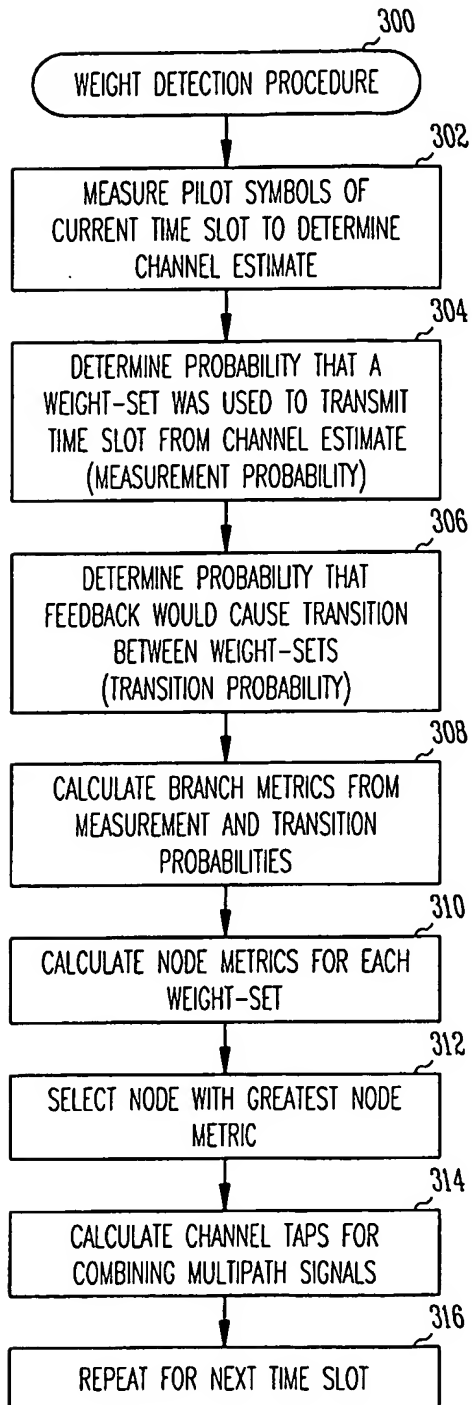 300
WEIGHT DETECTION PROCEDURE
302
MEASURE PILOT SYMBOLS OF
CURRENT TIME SLOT TO DETERMINE
CHANNEL ESTIMATE
304
DETERMINE PROBABILITY THAT A
WEIGHT-SET WAS USED TO TRANSMIT
TIME SLOT FROM CHANNEL ESTIMATE
(MEASUREMENT PROBABILITY)
306
DETERMINE PROBABILITY THAT
FEEDBACK WOULD CAUSE TRANSITION
BETWEEN WEIGHT-SETS
(TRANSITION PROBABILITY)
308
CALCULATE BRANCH METRICS FROM
MEASUREMENT AND TRANSITION
PROBABILITIES
310
CALCULATE NODE METRICS FOR EACH
WEIGHT-SET
312
SELECT NODE WITH GREATEST NODE
METRIC
314
CALCULATE CHANNEL TAPS FOR
COMBINING MULTIPATH SIGNALS
316
REPEAT FOR NEXT TIME SLOT